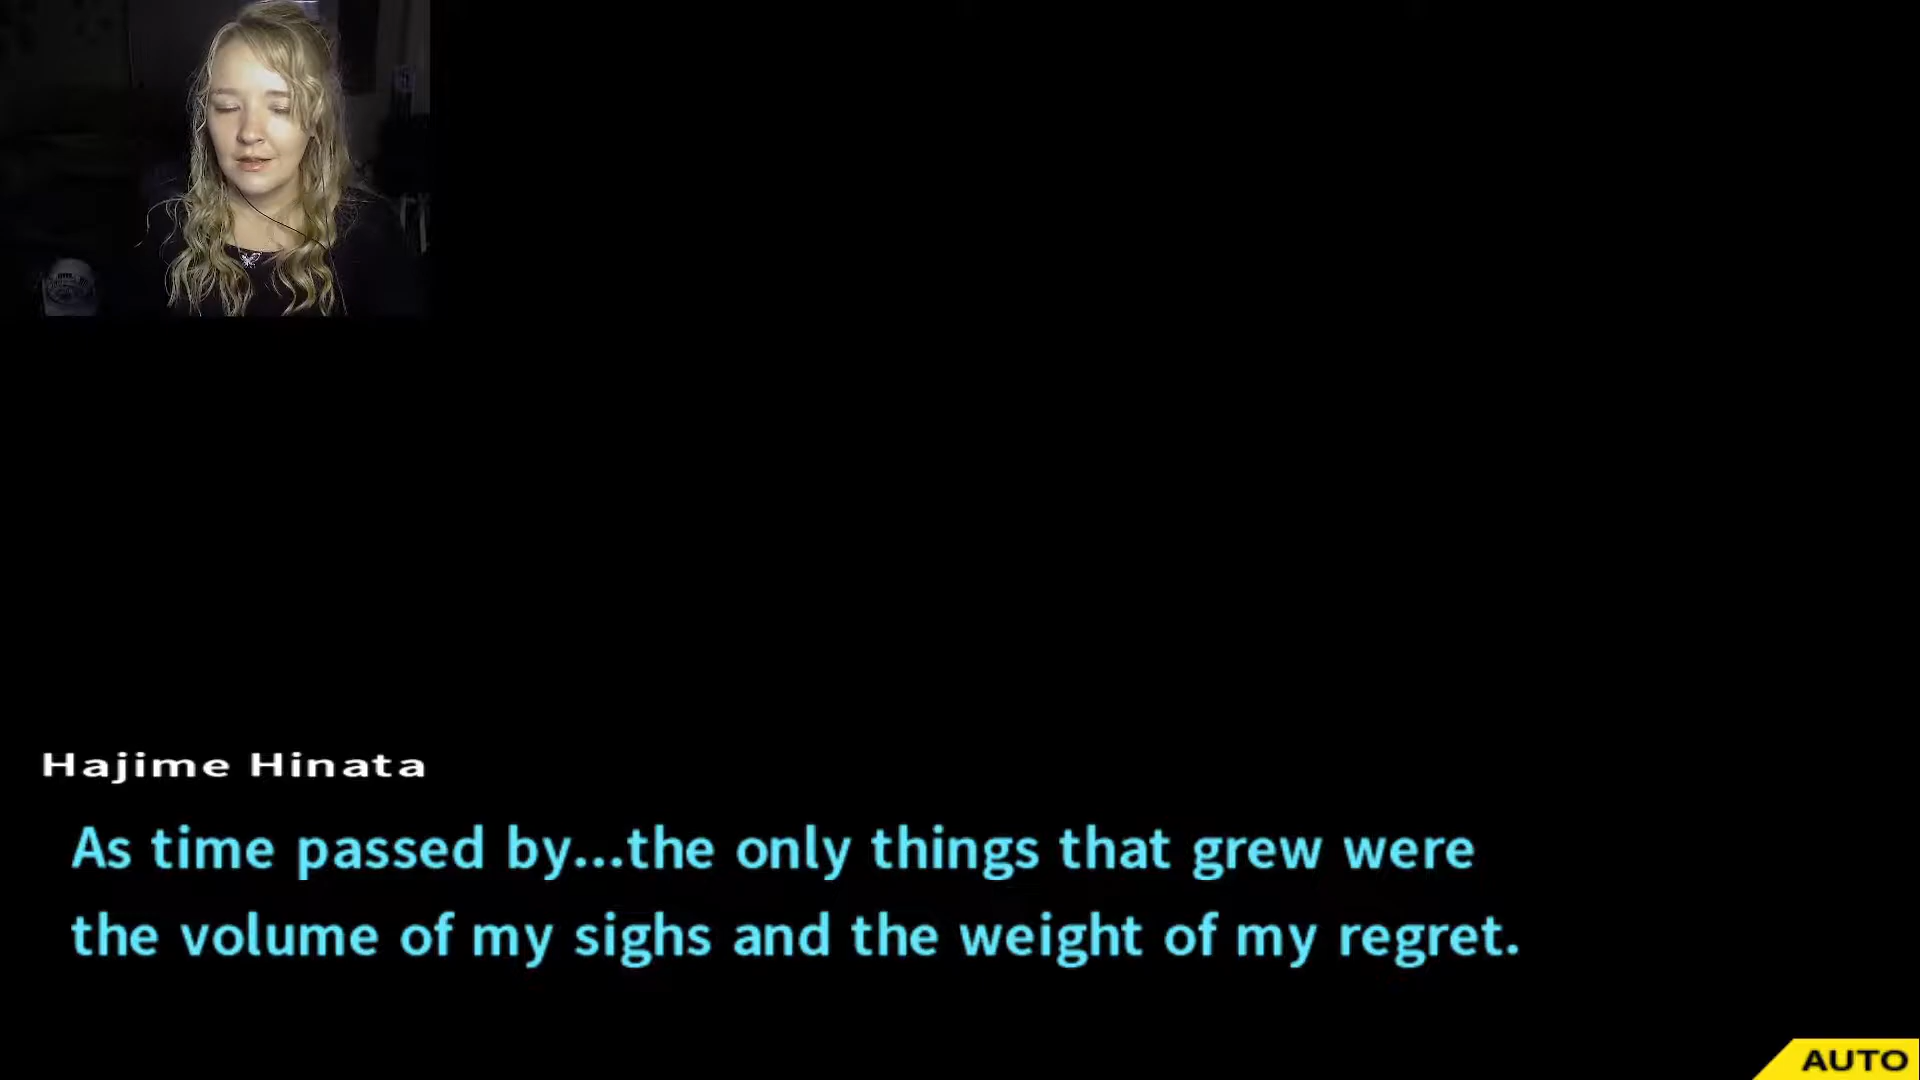 Hajime Hinata
As time passed by...the only things that grew were
the volume of my sighs and the weight of my regret.
AUTO